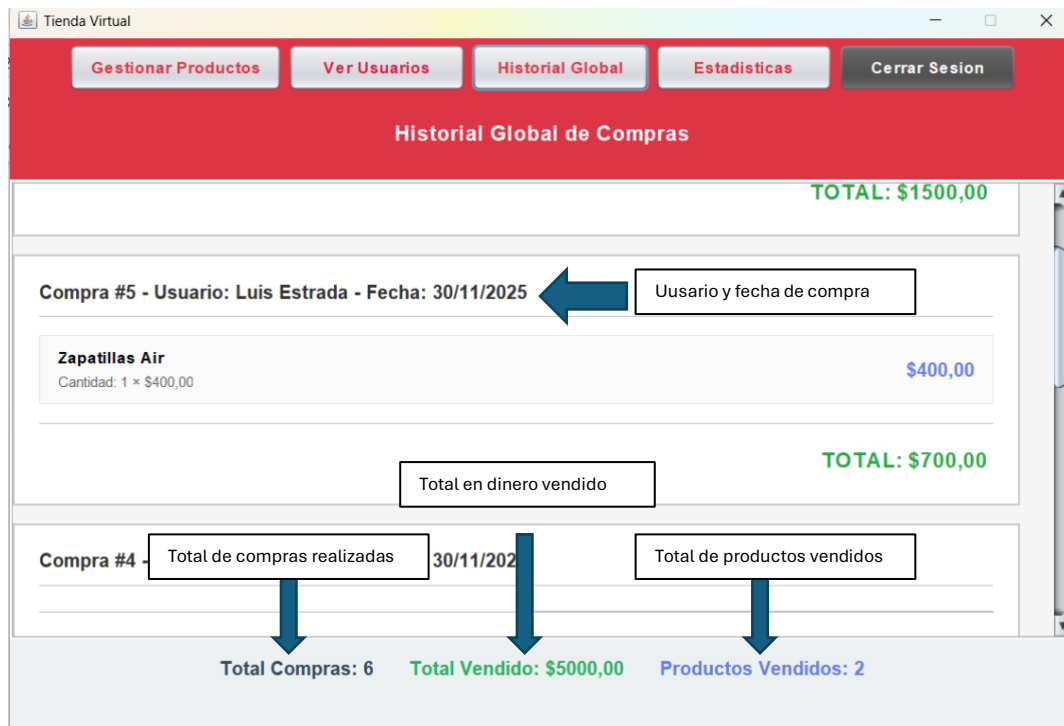 Tienda Virtual
Gestionar Productos Ver Usuarios Historial Global Estadisticas Cerrar Sesion
Historial Global de Compras
TOTAL: $1500,00
Compra #5 - Usuario: Luis Estrada - Fecha: 30/11/2025
Uusario y fecha de compra
Zapatillas Air
Cantidad: 1 × $400,00
$400,00
TOTAL: $700,00
Total en dinero vendido
Compra #4 - 30/11/202
Total de compras realizadas
Total de productos vendidos
Total Compras: 6 Total Vendido: $5000,00 Productos Vendidos: 2